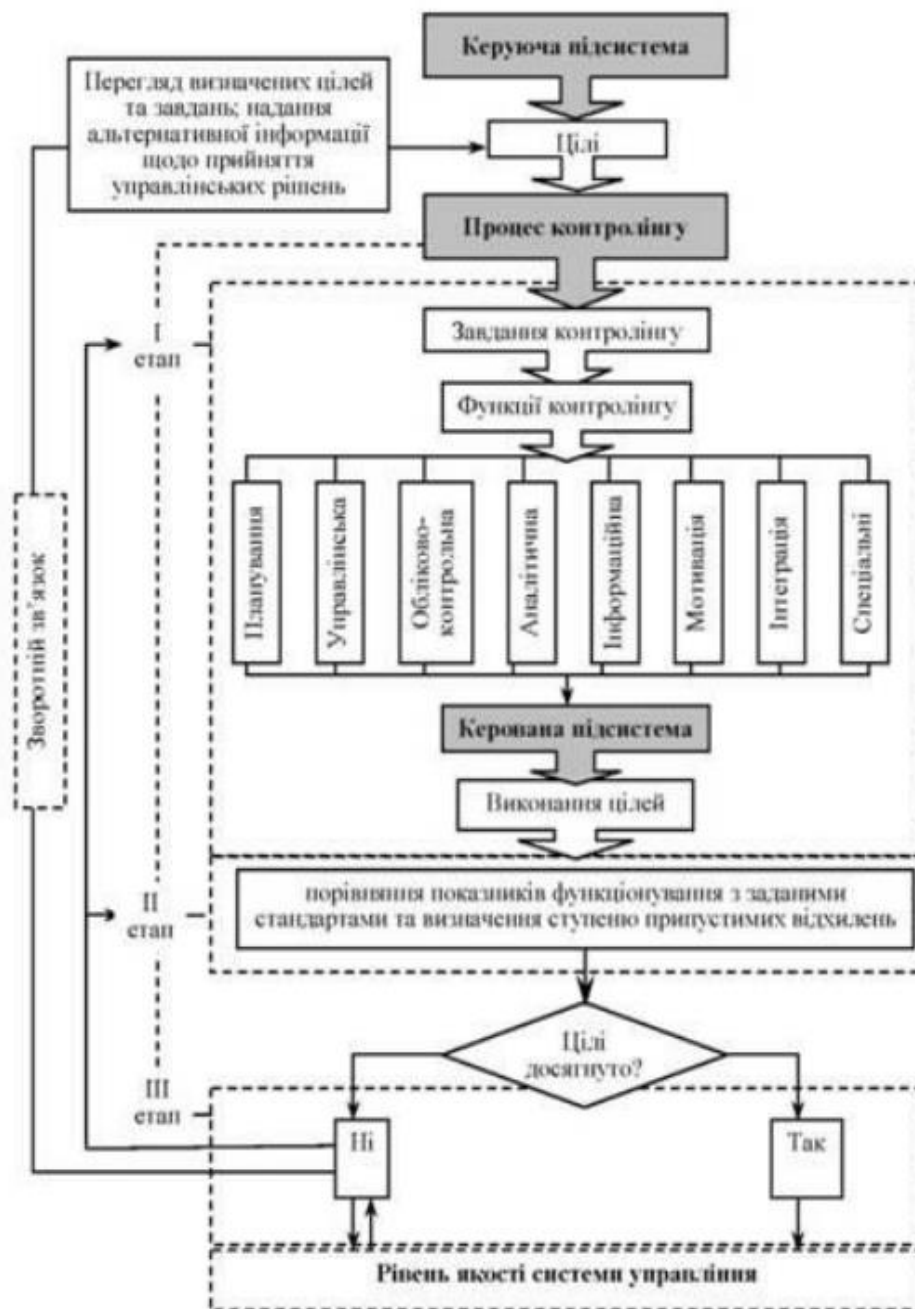 Керуюча підсистема
Перегляд визначених цілей
та завдань; надання
альтернативної інформації
щодо прийняття
управлінських рішень
Цілі
Процес контролінгу
І
етап
Завдання контролінгу
Функції контролінгу
Планування
Управлінська
Обліково-
контрольна
Аналітична
Інформаційна
Мотивація
Інтеграція
Спеціальні
Зворотній зв’язок
Керована підсистема
Виконання цілей
ІІ
етап
порівняння показників функціонування з заданими
стандартами та визначення ступеню припустимих відхилень
Цілі
досягнуто?
ІІІ
етап
Ні
Так
Рівень якості системи управління